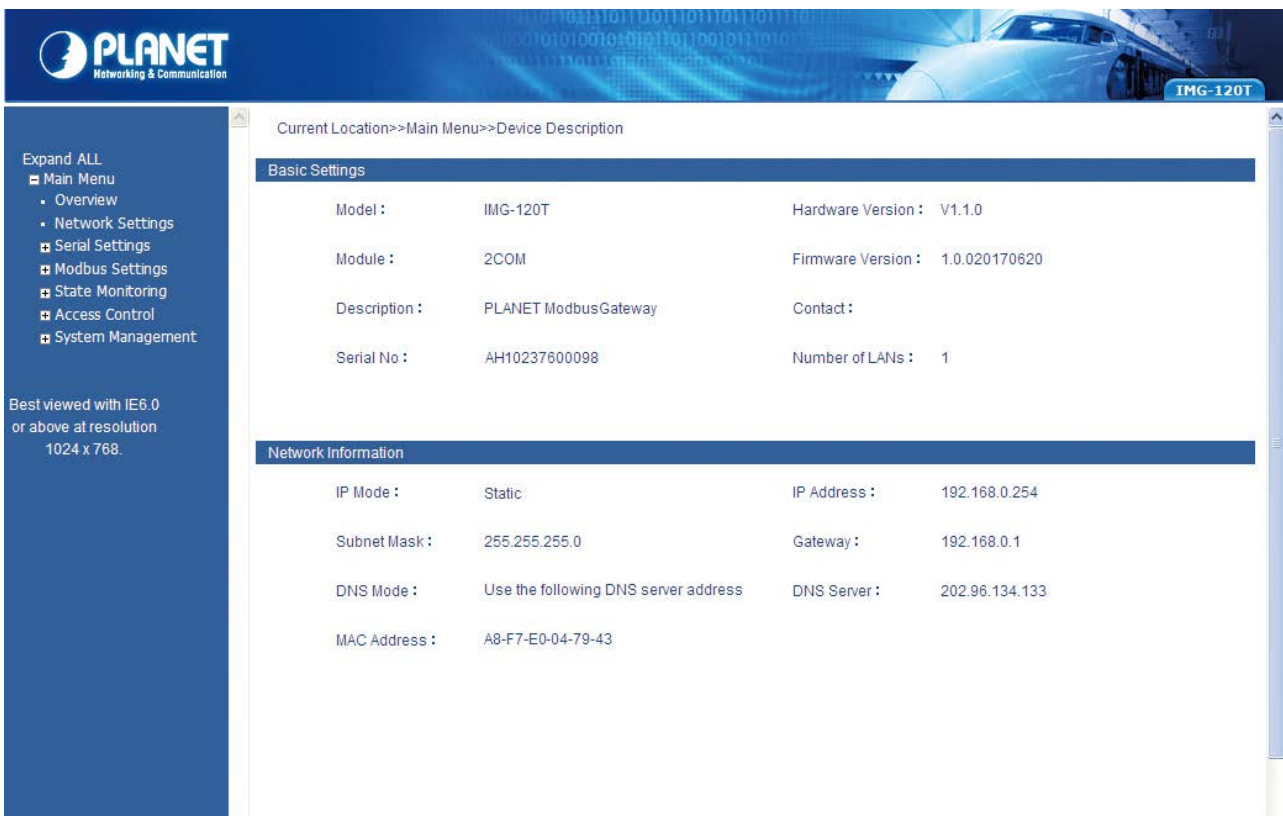 PLANET
Networking & Communication
IMG-120T
Expand ALL
Main Menu
Overview
Network Settings
Serial Settings
Modbus Settings
State Monitoring
Access Control
System Management
Best viewed with IE6.0
or above at resolution
1024 x 768.
Current Location>>Main Menu>>Device Description
Basic Settings
Model : IMG-120T Hardware Version : V1.1.0
Module : 2COM Firmware Version : 1.0.020170620
Description : PLANET ModbusGateway Contact :
Serial No : AH10237600098 Number of LANs : 1
Network Information
IP Mode : Static IP Address : 192.168.0.254
Subnet Mask : 255.255.255.0 Gateway : 192.168.0.1
DNS Mode : Use the following DNS server address DNS Server : 202.96.134.133
MAC Address : A8-F7-E0-04-79-43